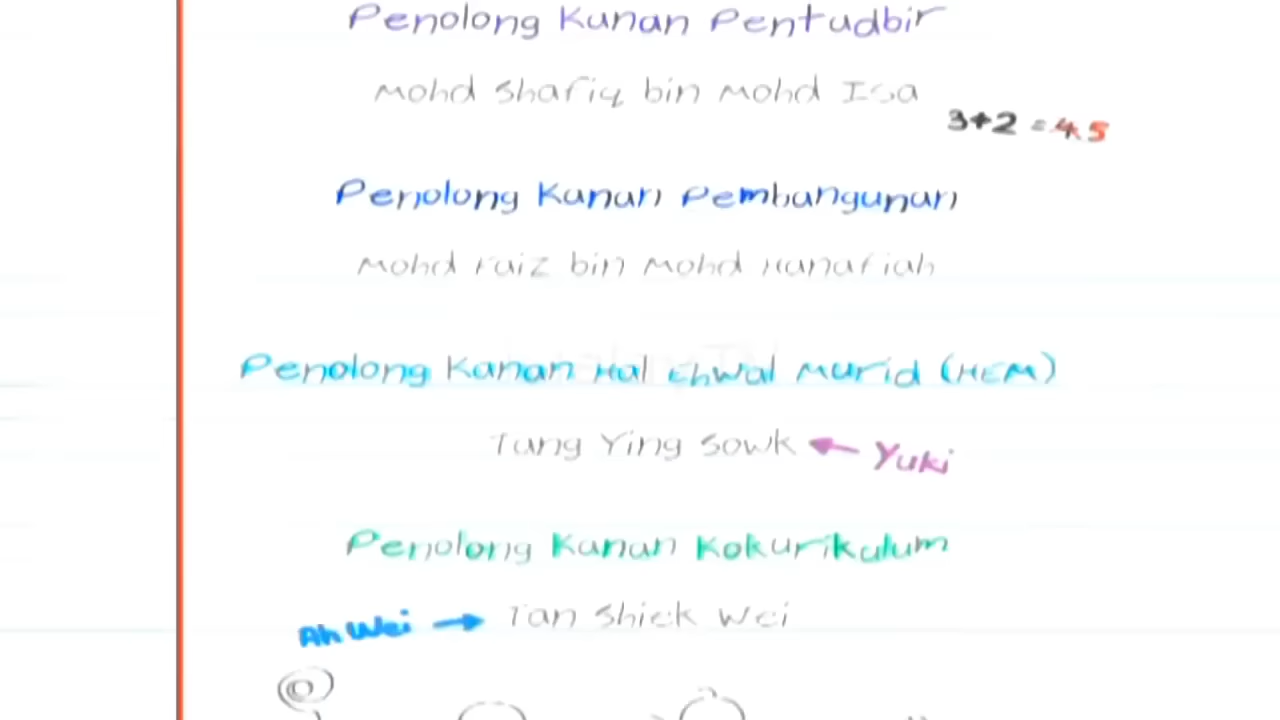 Penolong Kanan Pentadbir
Mohd Shafiq bin Mohd Isa
3+2 = 4 5
Penolong Kanan Pembangunan
Mohd Faiz bin Mohd Hanafiah
Penolong Kanan Hal Ehwal Murid (HEM)
Tang Ying Sowk ← Yuki
Penolong Kanan Kokurikulum
Ah Wei → Tan Shiek Wei